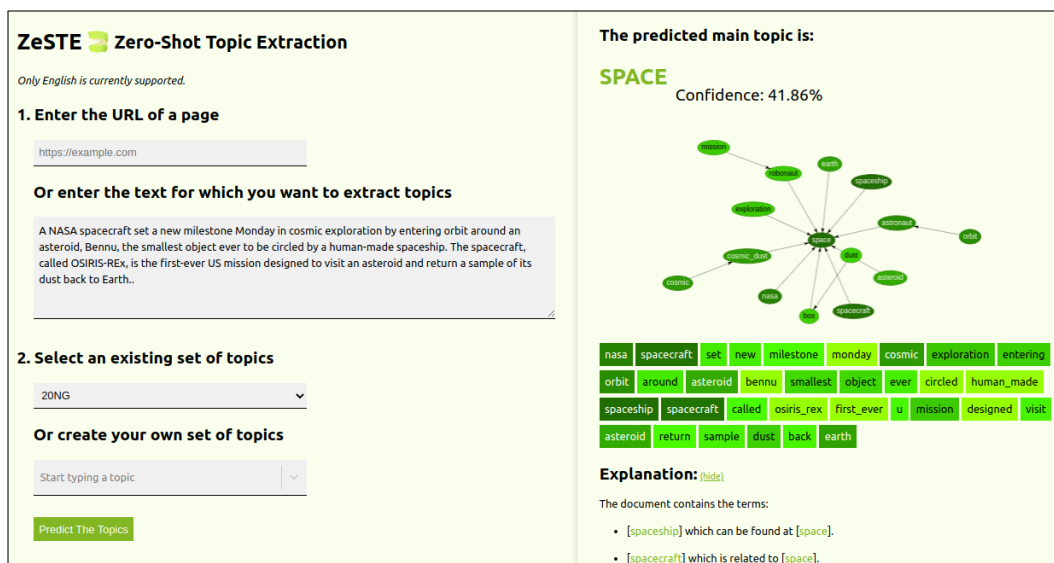 ZeSTE Zero-Shot Topic Extraction
Only English is currently supported.
1. Enter the URL of a page
https://example.com
Or enter the text for which you want to extract topics
A NASA spacecraft set a new milestone Monday in cosmic exploration by entering orbit around an
asteroid, Bennu, the smallest object ever to be circled by a human-made spaceship. The spacecraft,
called OSIRIS-REx, is the first-ever US mission designed to visit an asteroid and return a sample of its
dust back to Earth..
2. Select an existing set of topics
20NG
Or create your own set of topics
Start typing a topic
Predict The Topics
The predicted main topic is:
SPACE
Confidence: 41.86%
mission
earth
robonaut
spaceship
exploration
astronaut
orbit
space
dust
cosmic_dust
asteroid
cosmic
nasa
spacecraft
box
nasa spacecraft set new milestone monday cosmic exploration entering
orbit around asteroid bennu smallest object ever circled human_made
spaceship spacecraft called osiris_rex first_ever u mission designed visit
asteroid return sample dust back earth
Explanation: (hide)
The document contains the terms:
• [spaceship] which can be found at [space].
• [spacecraft] which is related to [space].